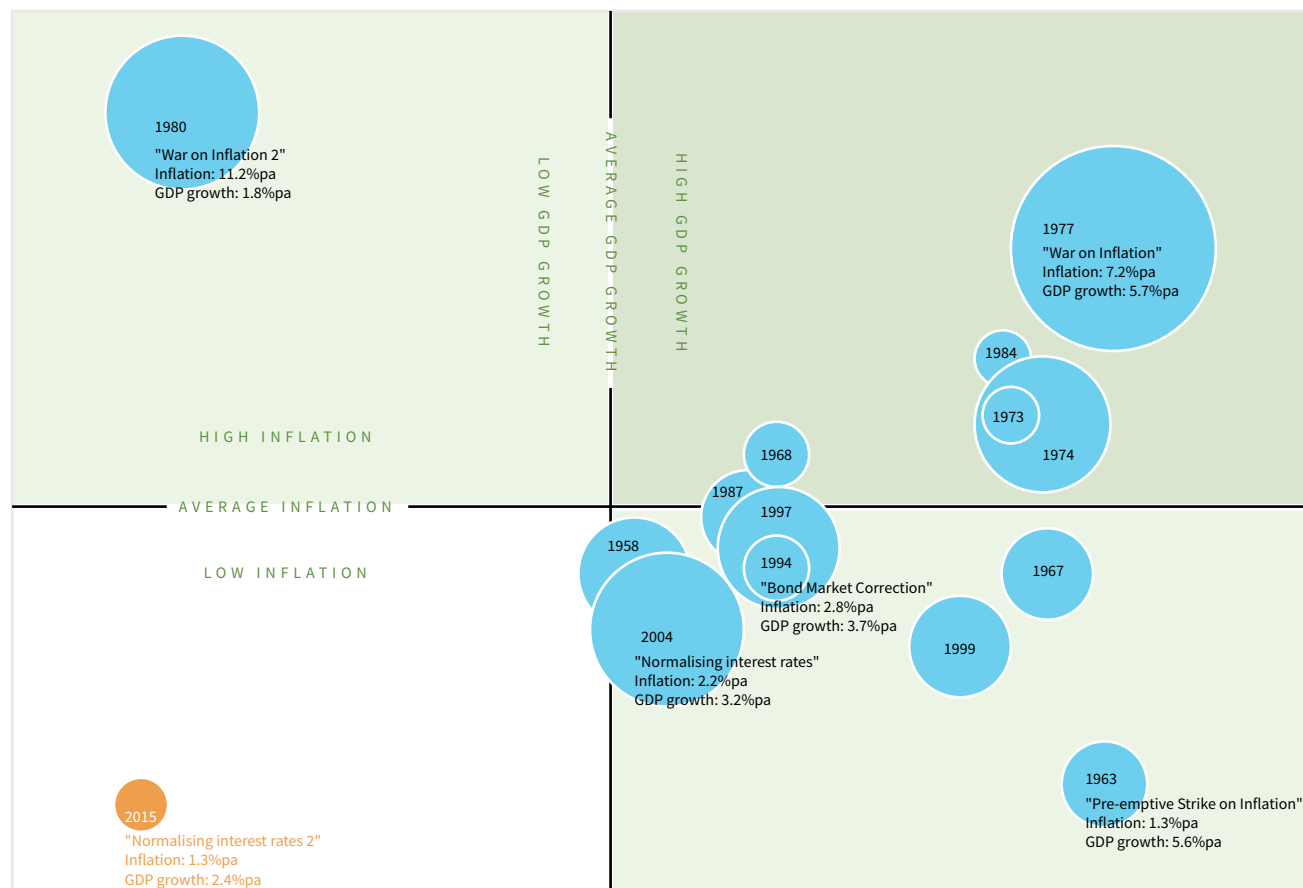 1980
"War on Inflation 2"
Inflation: 11.2%pa
GDP growth: 1.8%pa
LOW GDP GROWTH
AVERAGE GDP GROWTH
HIGH GDP GROWTH
1977
"War on Inflation"
Inflation: 7.2%pa
GDP growth: 5.7%pa
1984
1973
1974
HIGH INFLATION
1968
1987
AVERAGE INFLATION
1997
1958
LOW INFLATION
1994
"Bond Market Correction"
Inflation: 2.8%pa
GDP growth: 3.7%pa
1967
2004
"Normalising interest rates"
Inflation: 2.2%pa
GDP growth: 3.2%pa
1999
1963
"Pre-emptive Strike on Inflation"
Inflation: 1.3%pa
GDP growth: 5.6%pa
2015
"Normalising interest rates 2"
Inflation: 1.3%pa
GDP growth: 2.4%pa